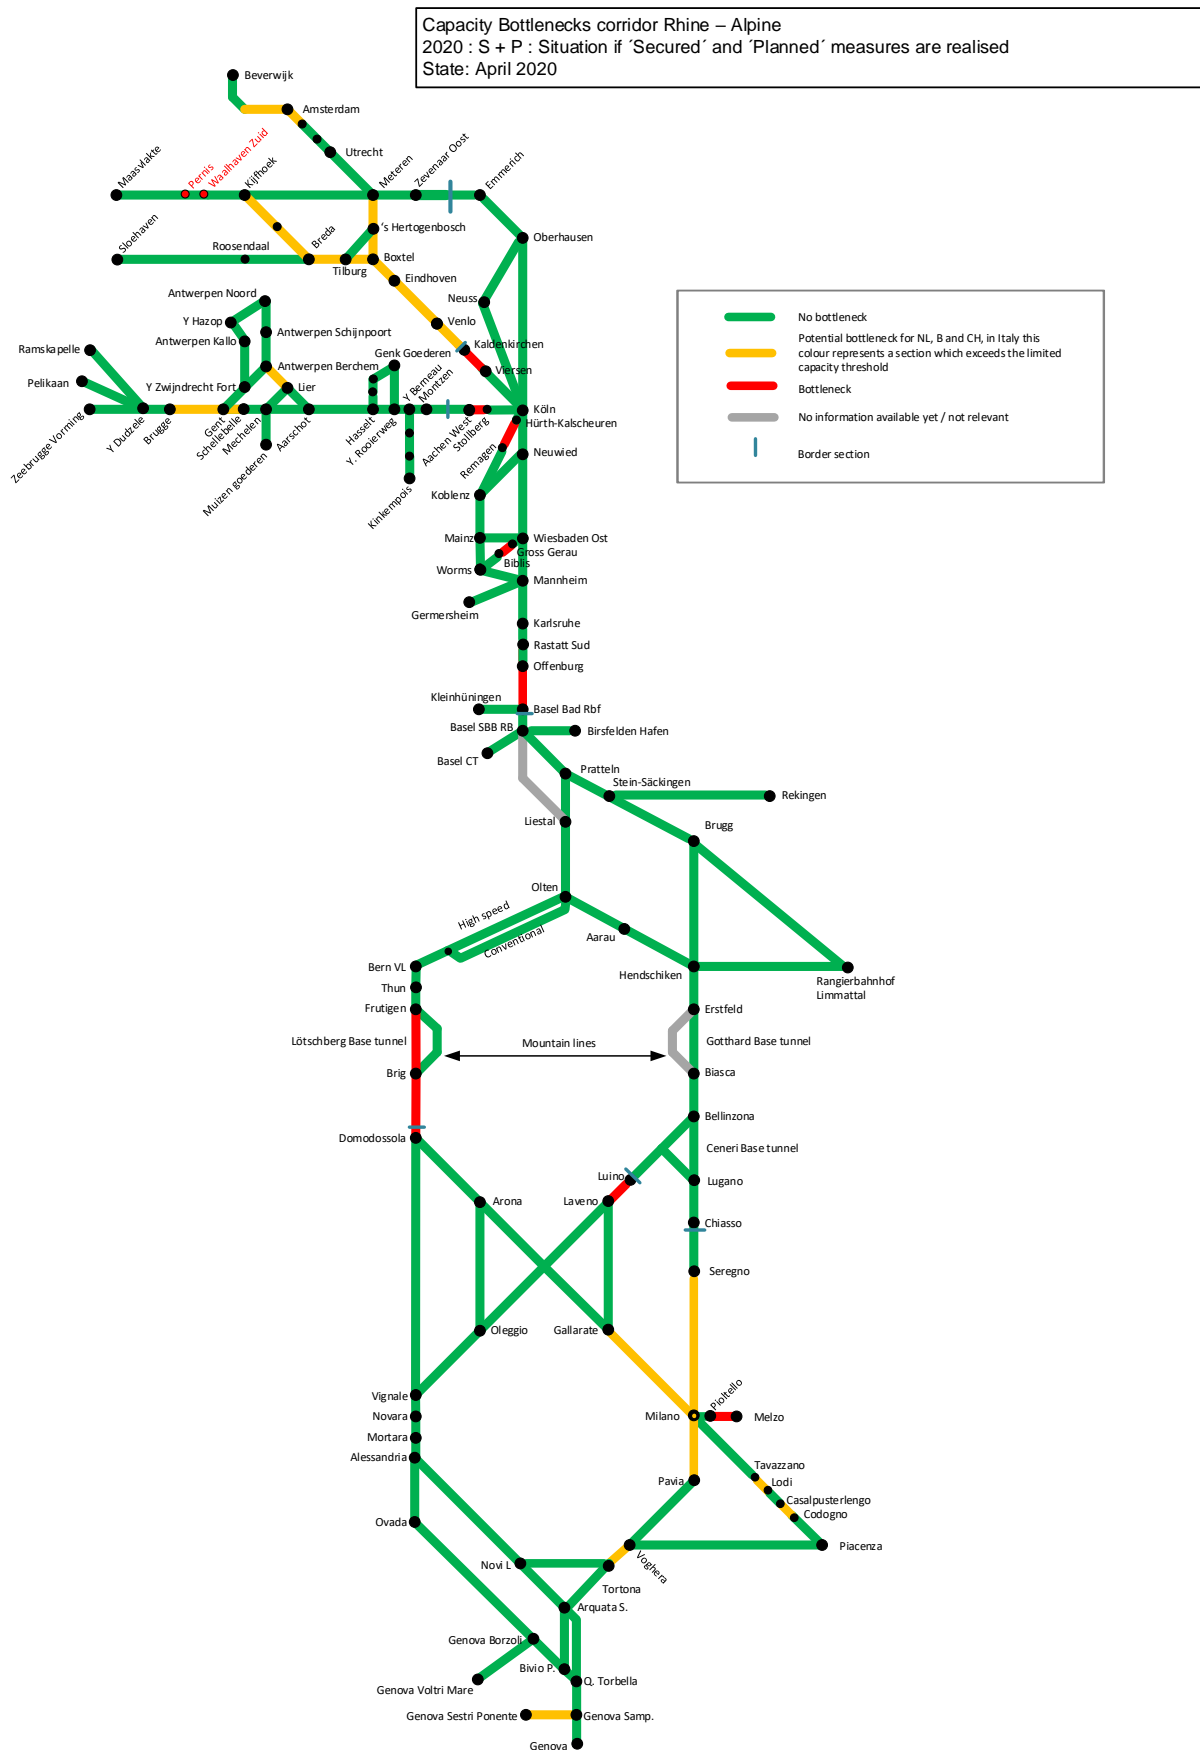 Capacity Bottlenecks corridor Rhine – Alpine
2020 : S + P : Situation if ´Secured´ and ´Planned´ measures are realised
State: April 2020
Beverwijk
Amsterdam
Utrecht
Maasvlakte
Pernis
Waalhaven Zuid
Kijfhoek
Meteren
Zevenaar Oost
Emmerich
Sloehaven
Roosendaal
Breda
's Hertogenbosch
Oberhausen
Tilburg
Boxtel
Eindhoven
Antwerpen Noord
Neuss
Y Hazop
Venlo
Antwerpen Schijnpoort
Antwerpen Kallo
Kaldenkirchen
Ramskapelle
Genk Goederen
Antwerpen Berchem
Viersen
Pelikaan
Y Zwijndrecht Fort
Lier
Y Berneau
Montzen
Köln
Zeebrugge Vorming
Y Dudzele
Brugge
Gent
Schellebelle
Mechelen
Muizen goederen
Aarschot
Hasselt
Y. Rooierweg
Kinkempois
Aachen West
Stolberg
Hürth-Kalscheuren
Remagen
Neuwied
Koblenz
Mainz
Wiesbaden Ost
Gross Gerau
Biblis
Worms
Mannheim
Germersheim
Karlsruhe
Rastatt Sud
Offenburg
Kleinhüningen
Basel Bad Rbf
Basel SBB RB
Birsfelden Hafen
Basel CT
Pratteln
Stein-Säckingen
Rekingen
Liestal
Brugg
Olten
High speed
Conventional
Aarau
Bern VL
Hendschiken
Rangierbahnhof
Limmattal
Thun
Frutigen
Erstfeld
Lötschberg Base tunnel
Mountain lines
Gotthard Base tunnel
Brig
Biasca
Bellinzona
Domodossola
Ceneri Base tunnel
Luino
Lugano
Arona
Laveno
Chiasso
Seregno
Oleggio
Gallarate
Vignale
Novara
Milano
Pioltello
Melzo
Mortara
Alessandria
Tavazzano
Pavia
Lodi
Casalpusterlengo
Codogno
Ovada
Piacenza
Voghera
Novi L
Tortona
Arquata S.
Genova Borzoli
Bivio P.
Genova Voltri Mare
Q. Torbella
Genova Sestri Ponente
Genova Samp.
Genova
No bottleneck
Potential bottleneck for NL, B and CH, in Italy this
colour represents a section which exceeds the limited
capacity threshold
Bottleneck
No information available yet / not relevant
Border section